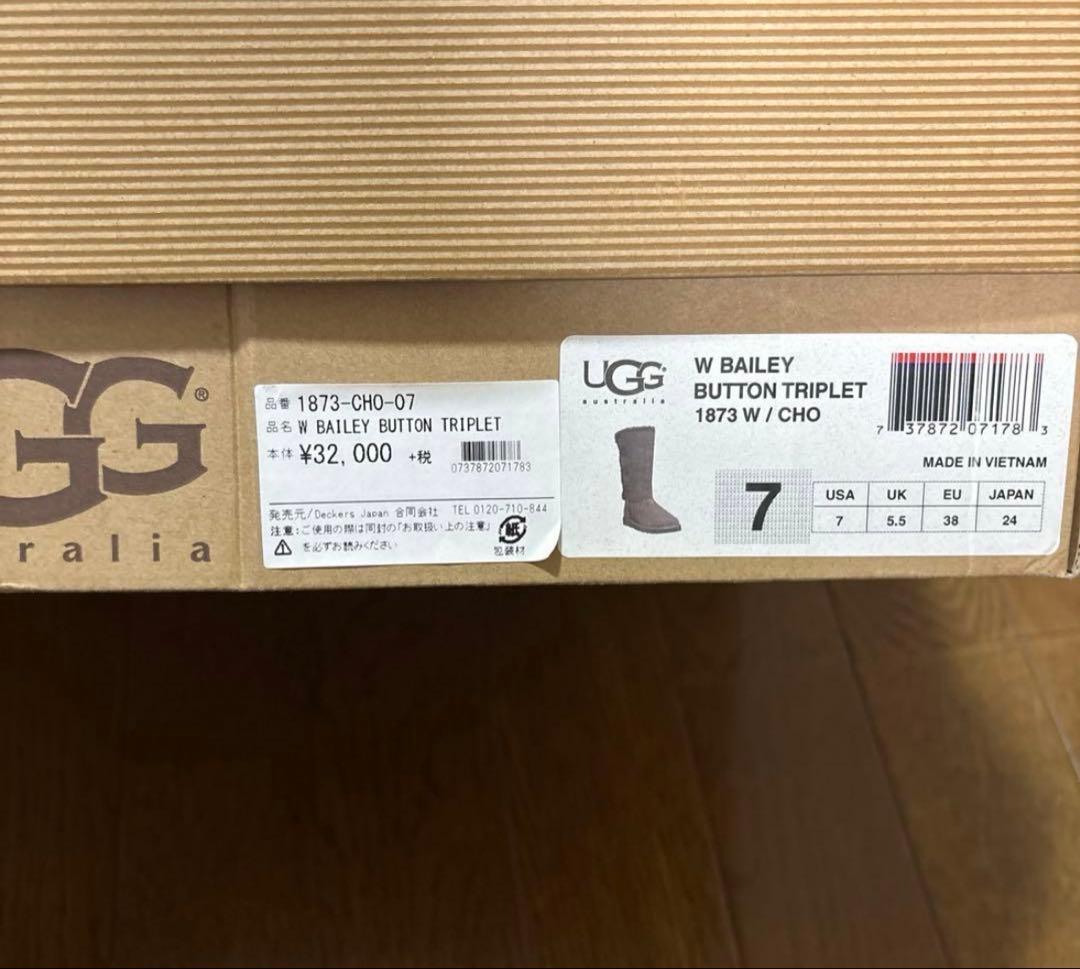 UGG®
ralia
品番 1873-CHO-07
品名 W BAILEY BUTTON TRIPLET
本体 ¥32,000 +税
0737872071783
発売元/Deckers Japan 合同会社 TEL 0120-710-844
注意:ご使用の際は同封の「お取扱い上の注意」
を必ずお読みください
紙
包装材
UGG®
australia
W BAILEY
BUTTON TRIPLET
1873 W / CHO
7 37872 07178 3
MADE IN VIETNAM
7
USA UK EU JAPAN
7 5.5 38 24